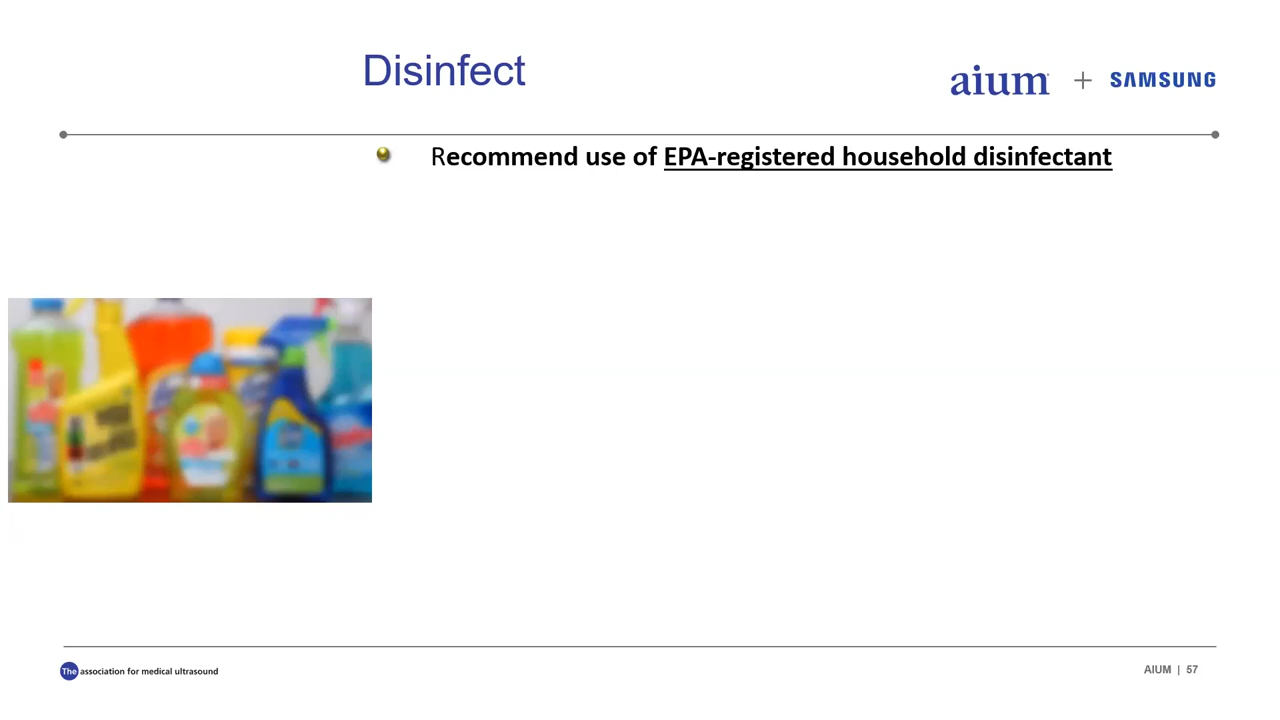 Disinfect
aium + SAMSUNG
Recommend use of EPA-registered household disinfectant
The association for medical ultrasound
AIUM | 57